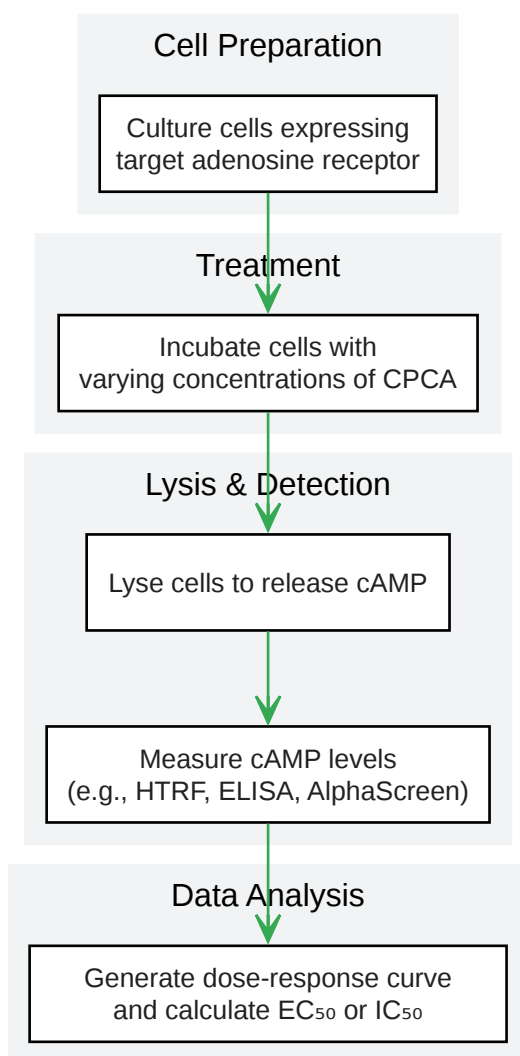 Cell Preparation
Culture cells expressing
target adenosine receptor
Treatment
Incubate cells with
varying concentrations of CPCA
Lysis & Detection
Lyse cells to release cAMP
Measure cAMP levels
(e.g., HTRF, ELISA, AlphaScreen)
Data Analysis
Generate dose-response curve
and calculate EC₅₀ or IC₅₀